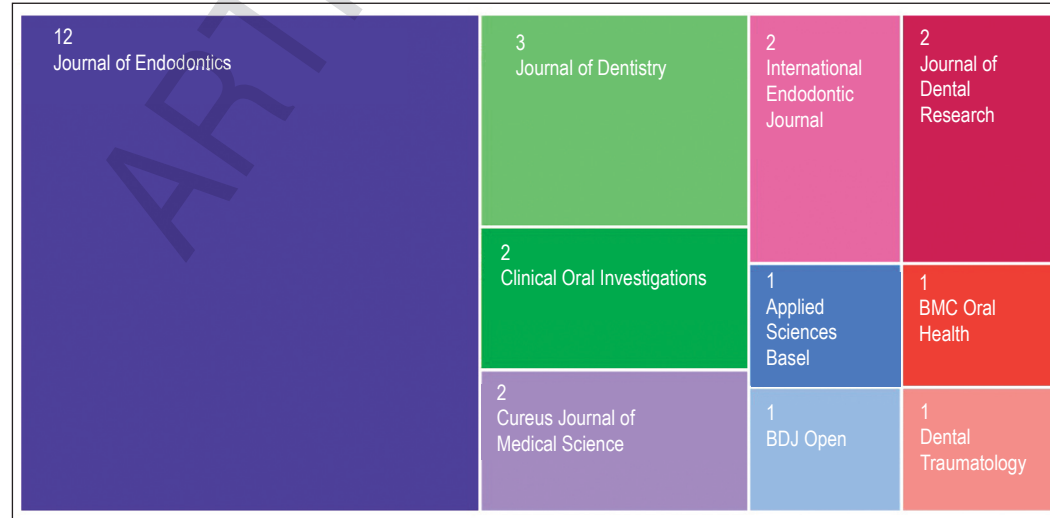 12
Journal of Endodontics
3
Journal of Dentistry
2
International
Endodontic
Journal
2
Journal of
Dental
Research
2
Clinical Oral Investigations
1
Applied
Sciences
Basel
1
BMC Oral
Health
2
Cureus Journal of
Medical Science
1
BDJ Open
1
Dental
Traumatology
ART